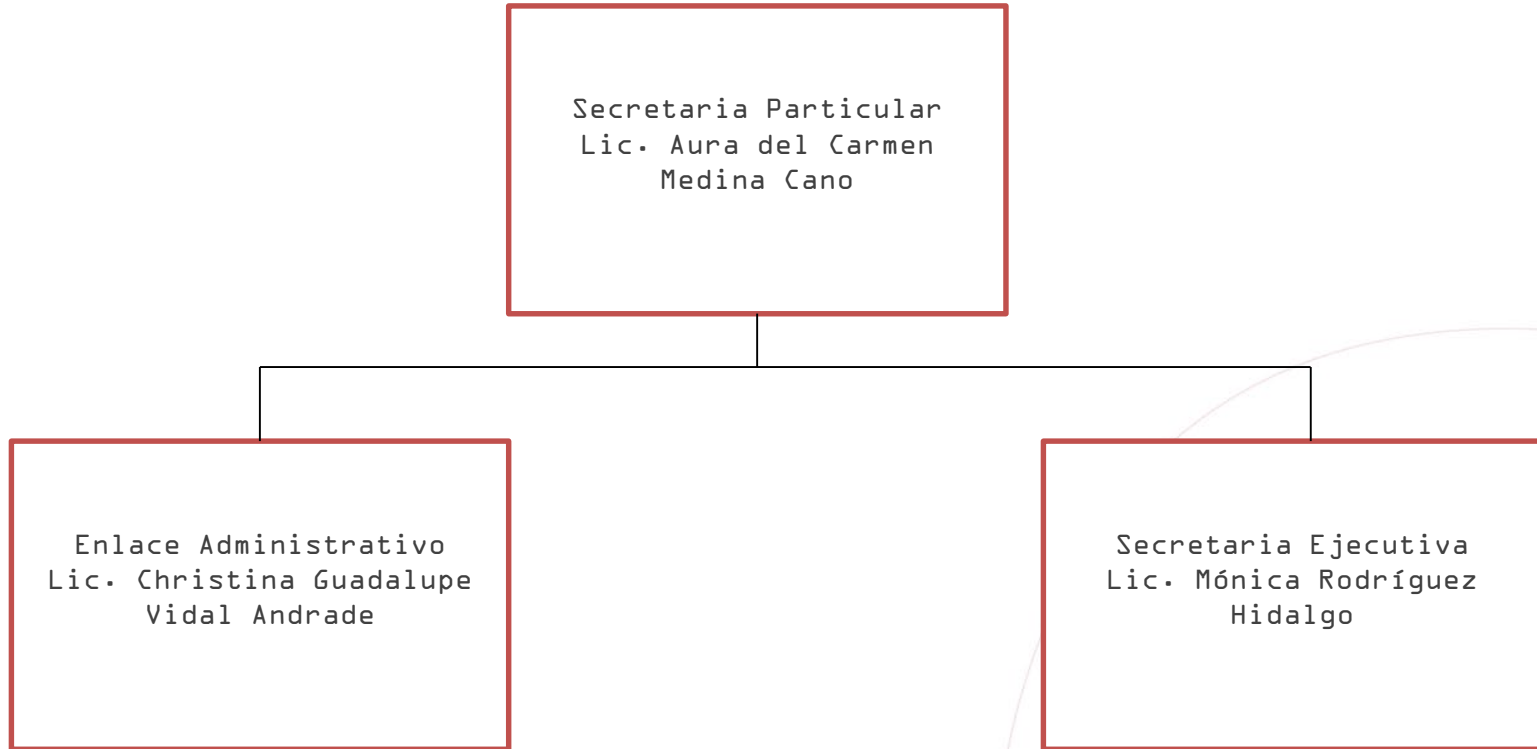 Secretaria Particular
Lic. Aura del Carmen
Medina Cano
Enlace Administrativo
Lic. Christina Guadalupe
Vidal Andrade
Secretaria Ejecutiva
Lic. Mónica Rodríguez
Hidalgo